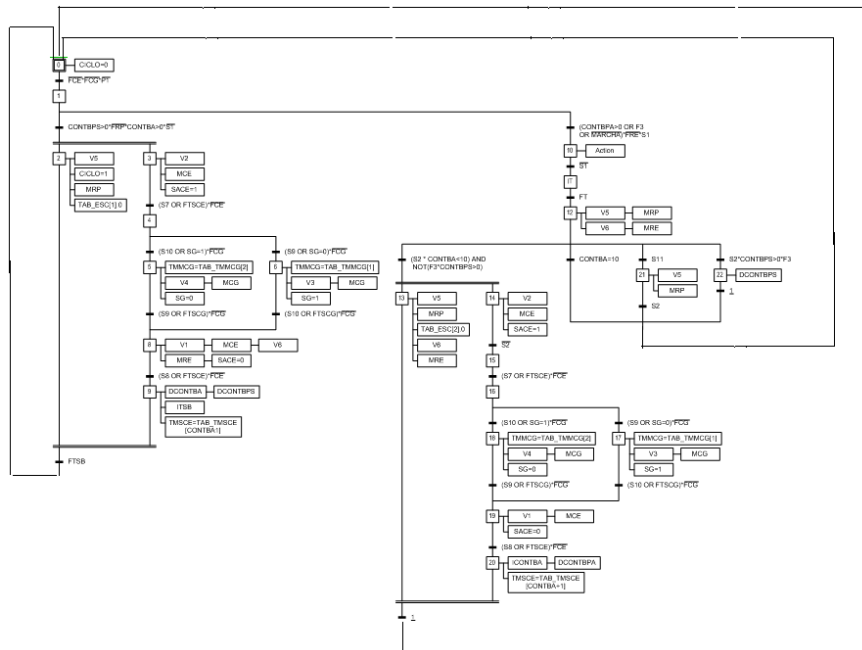 0 CICLO=0
FCE*FCG*PT
1
CONTBPS>0*FRP*CONTBA>0*ST
(CONTBPA>0 OR F3
OR MARCHA)*FRE*S1
10 Action
ST
FT
2 V5
CICLO=1
MRP
TAB_ESC[1].0
3 V2
MCE
SACE=1
(S7 OR FTSCE)*FCE
4
12 V5 MRP
V6 MRE
(S10 OR SG=1)*FCG
(S9 OR SG=0)*FCG
5 TMMCG=TAB_TMMCG[2]
V4 MCG
SG=0
6 TMMCG=TAB_TMMCG[1]
V3 MCG
SG=1
(S9 OR FTSCG)*FCG
(S10 OR FTSCG)*FCG
8 V1 MCE V6
MRE SACE=0
(S8 OR FTSCE)*FCE
9 DCONTBA DCONTBPS
ITSB
TMSCE=TAB_TMSCE
FTSB
(S2 * CONTBA<10) AND
NOT(F3*CONTBPS>0)
CONTBA=10
S11
S2*CONTBPS>0*F3
21 V5
MRP
S2
22 DCONTBPS
1
13 V5
MRP
TAB_ESC[2].0
V6
MRE
14 V2
MCE
SACE=1
S2
15
(S7 OR FTSCE)*FCE
16
(S10 OR SG=1)*FCG
(S9 OR SG=0)*FCG
18 TMMCG=TAB_TMMCG[2]
V4 MCG
SG=0
17 TMMCG=TAB_TMMCG[1]
V3 MCG
SG=1
(S9 OR FTSCG)*FCG
(S10 OR FTSCG)*FCG
19 V1 MCE
SACE=0
(S8 OR FTSCE)*FCE
20 ICONTBA DCONTBPA
TMSCE=TAB_TMSCE
[CONTBA+1]
1